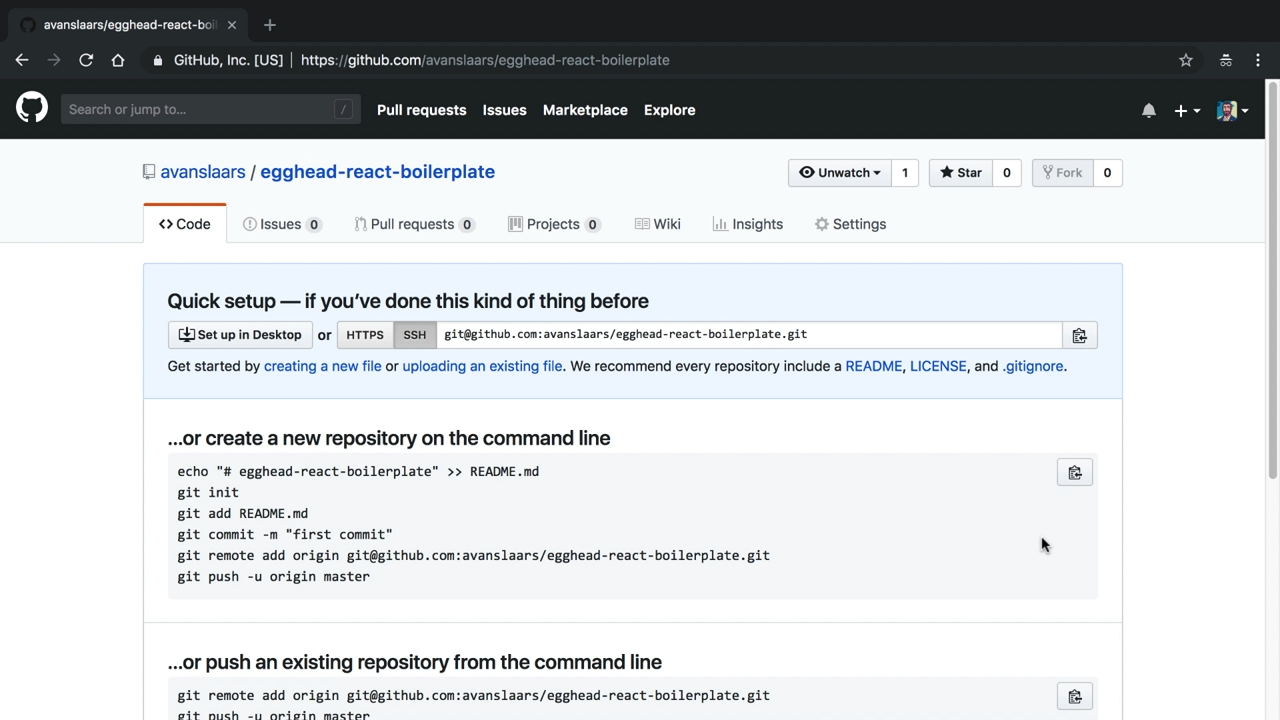 avanslaars/egghead-react-boil
GitHub, Inc. [US] | https://github.com/avanslaars/egghead-react-boilerplate
Search or jump to... / Pull requests Issues Marketplace Explore
avanslaars / egghead-react-boilerplate Unwatch 1 Star 0 Fork 0
Code Issues 0 Pull requests 0 Projects 0 Wiki Insights Settings
Quick setup — if you’ve done this kind of thing before
Set up in Desktop or HTTPS SSH git@github.com:avanslaars/egghead-react-boilerplate.git
Get started by creating a new file or uploading an existing file. We recommend every repository include a README, LICENSE, and .gitignore.
…or create a new repository on the command line
echo "# egghead-react-boilerplate" >> README.md
git init
git add README.md
git commit -m "first commit"
git remote add origin git@github.com:avanslaars/egghead-react-boilerplate.git
git push -u origin master
…or push an existing repository from the command line
git remote add origin git@github.com:avanslaars/egghead-react-boilerplate.git
git push -u origin master